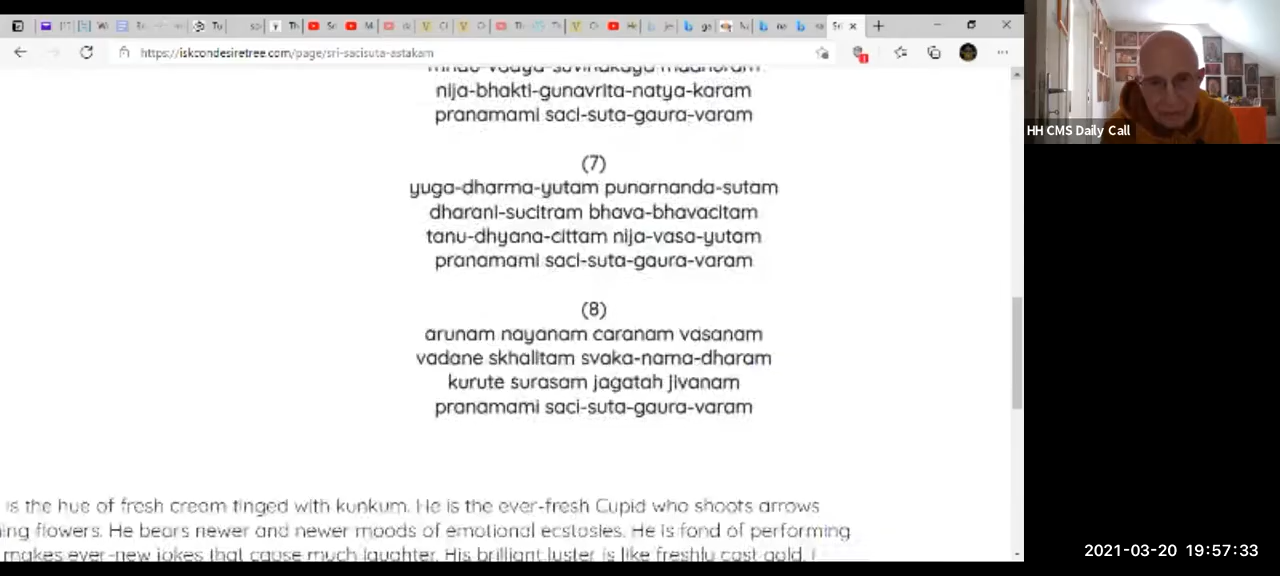 https://iskcondesiretree.com/page/sri-sacisuta-astakam
nija-bhakti-gunavrita-natya-karam
pranamami saci-suta-gaura-varam
(7)
yuga-dharma-yutam punarnanda-sutam
dharani-sucitram bhava-bhavacitam
tanu-dhyana-cittam nija-vasa-yutam
pranamami saci-suta-gaura-varam
(8)
arunam nayanam caranam vasanam
vadane skhalitam svaka-nama-dharam
kurute surasam jagatah jivanam
pranamami saci-suta-gaura-varam
is the hue of fresh cream tinged with kunkum. He is the ever-fresh Cupid who shoots arrows
ing flowers. He bears newer and newer moods of emotional ecstasies. He is fond of performing
makes ever-new jokes that cause much laughter. His brilliant luster is like freshly cast gold. I
HH CMS Daily Call
2021-03-20 19:57:33